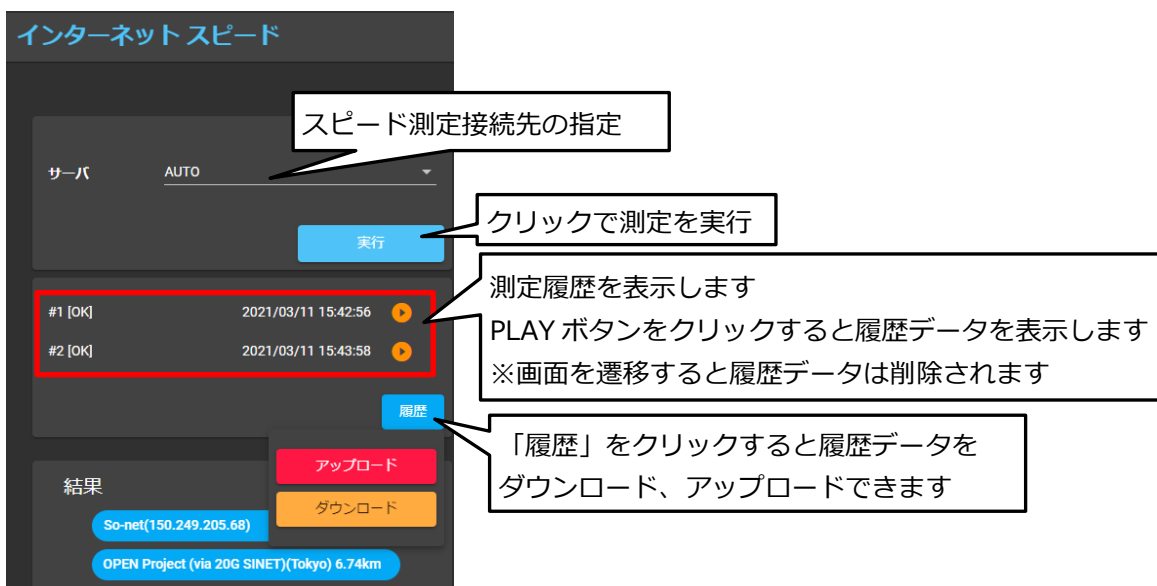 インターネット スピード
スピード測定接続先の指定
サーバ AUTO
クリックで測定を実行
実行
測定履歴を表示します
PLAY ボタンをクリックすると履歴データを表示します
※画面を遷移すると履歴データは削除されます
#1 [OK] 2021/03/11 15:42:56
#2 [OK] 2021/03/11 15:43:58
履歴
「履歴」をクリックすると履歴データを
ダウンロード、アップロードできます
アップロード
ダウンロード
結果
So-net(150.249.205.68)
OPEN Project (via 20G SINET)(Tokyo) 6.74km